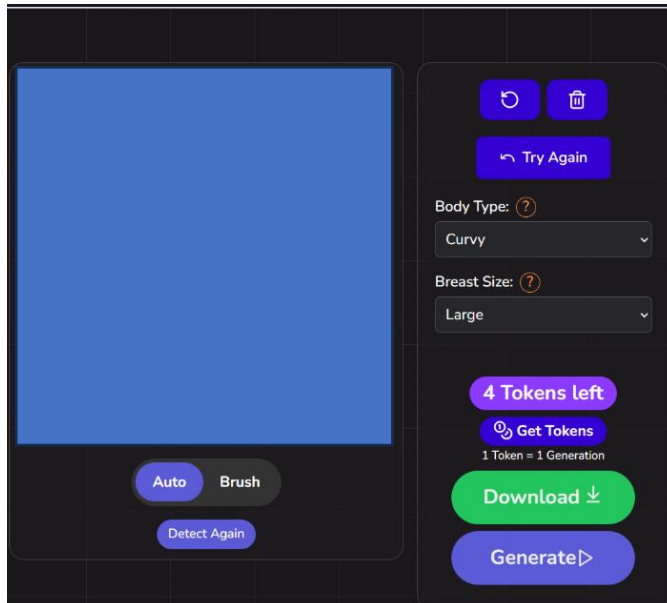 Try Again
Body Type: ?
Curvy
Breast Size: ?
Large
4 Tokens left
Get Tokens
1 Token = 1 Generation
Auto Brush
Download
Detect Again
Generate